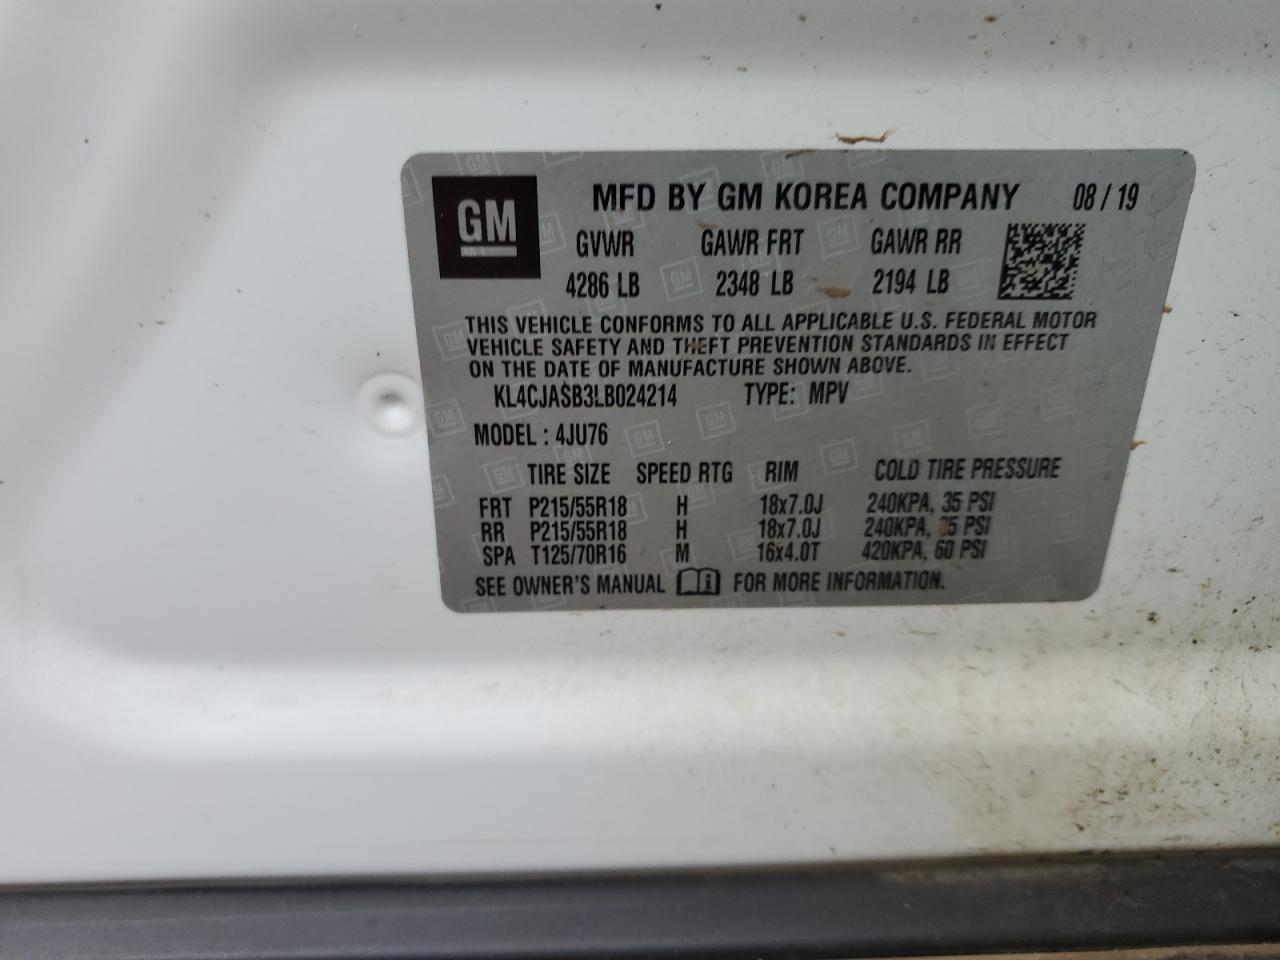 GM
MFD BY GM KOREA COMPANY 08/19
GVWR GAWR FRT GAWR RR
4286 LB 2348 LB 2194 LB
THIS VEHICLE CONFORMS TO ALL APPLICABLE U.S. FEDERAL MOTOR
VEHICLE SAFETY AND THEFT PREVENTION STANDARDS IN EFFECT
ON THE DATE OF MANUFACTURE SHOWN ABOVE.
KL4CJASB3LB024214 TYPE: MPV
MODEL : 4JU76
TIRE SIZE SPEED RTG RIM COLD TIRE PRESSURE
FRT P215/55R18 H 18x7.0J 240KPA, 35 PSI
RR P215/55R18 H 18x7.0J 240KPA, 35 PSI
SPA T125/70R16 M 16x4.0T 420KPA, 60 PSI
SEE OWNER'S MANUAL FOR MORE INFORMATION.